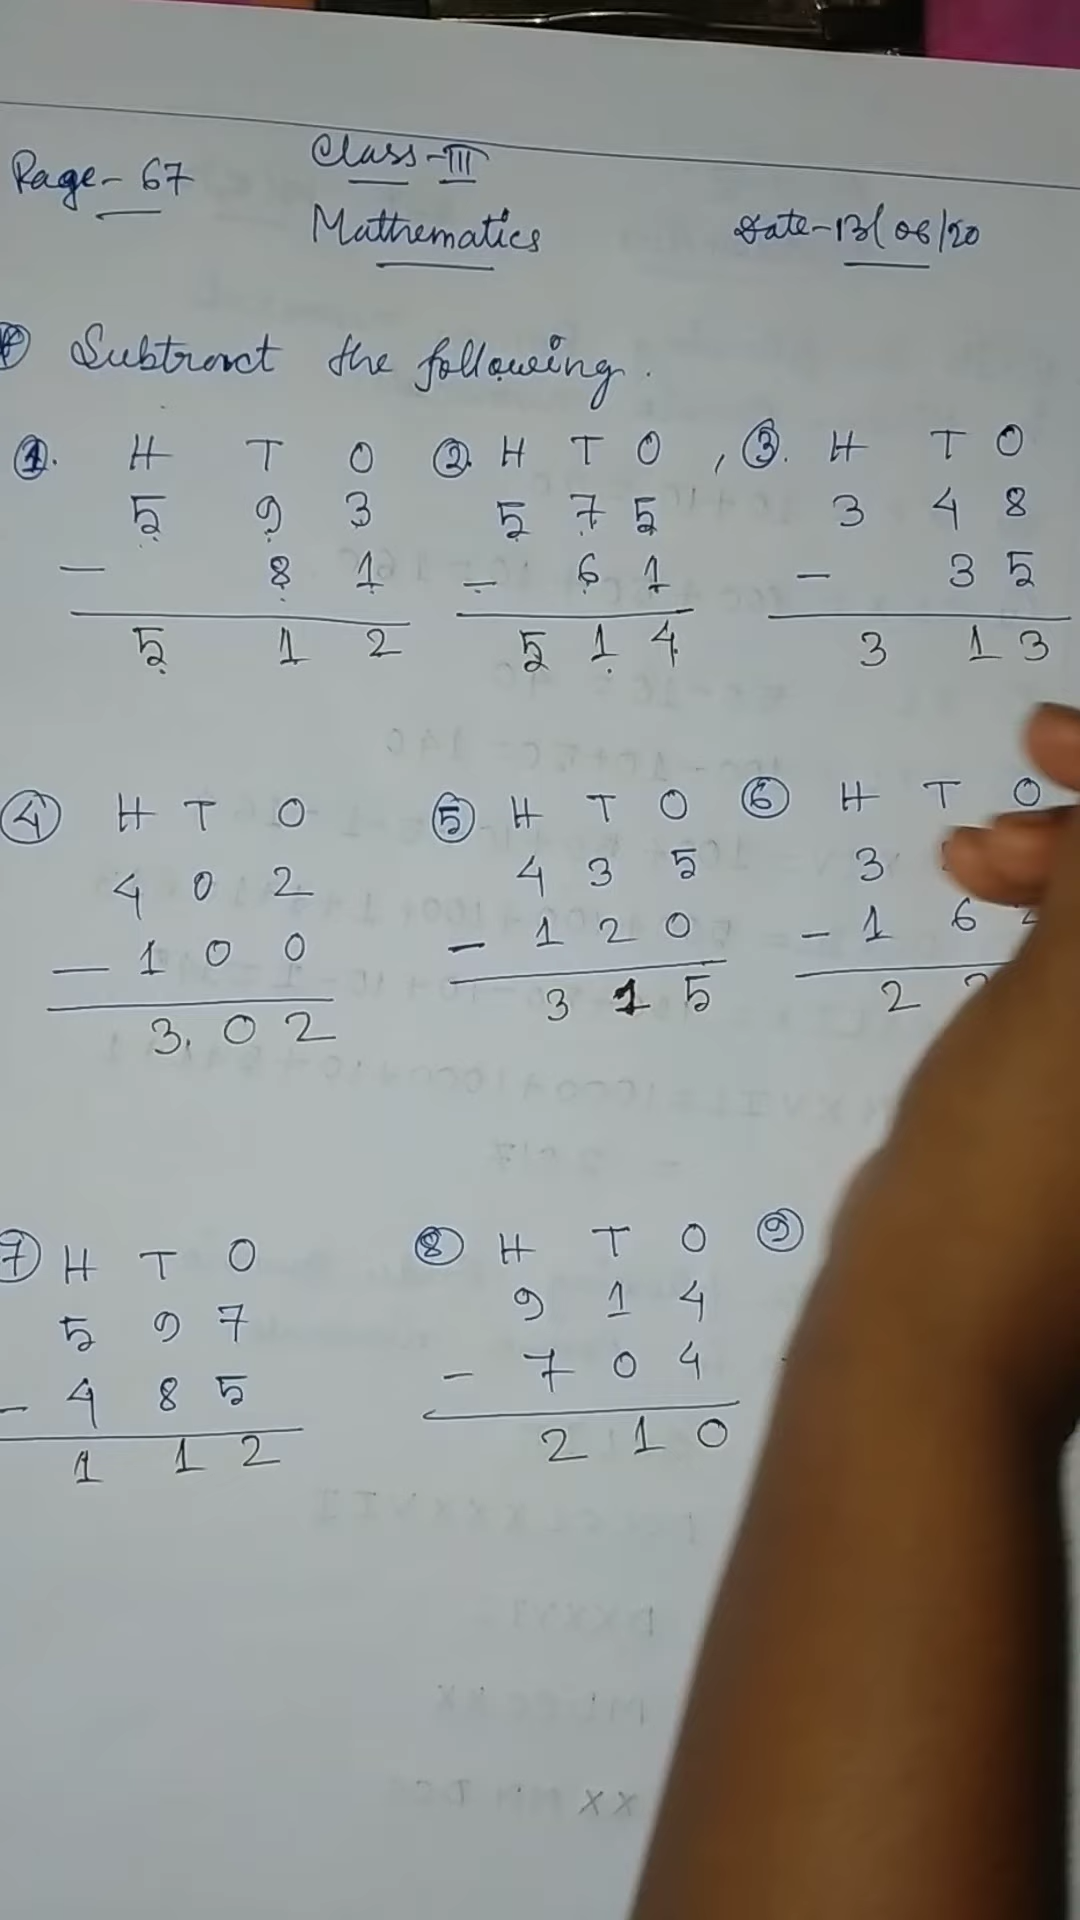 Page-67 Class-III
Mathematics Date-13/06/20
Subtract the following.
1. H T O 2. H T O , 3. H T O
5 9 3 5 7 5 3 4 8
- 8 1 - 6 1 - 3 5
5 1 2 5 1 4 3 1 3
4 H T O 5 H T O 6 H T O
4 0 2 4 3 5 3
- 1 0 0 - 1 2 0 - 1 6
3.02 3 1 5 2
7 H T O 8 H T O 9
5 9 7 9 1 4
- 4 8 5 - 7 0 4
1 1 2 2 1 0